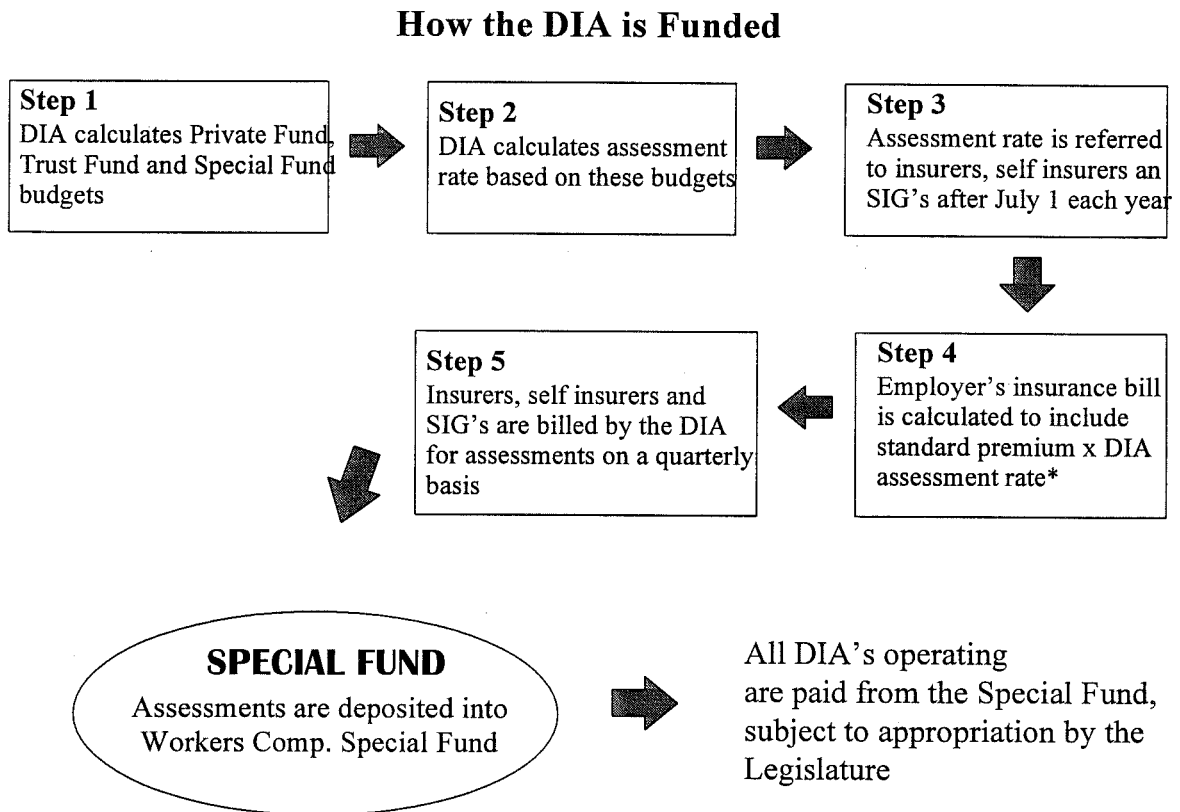 How the DIA is Funded
Step 1
DIA calculates Private Fund,
Trust Fund and Special Fund
budgets
Step 2
DIA calculates assessment
rate based on these budgets
Step 3
Assessment rate is referred
to insurers, self insurers an
SIG's after July 1 each year
Step 4
Employer's insurance bill
is calculated to include
standard premium x DIA
assessment rate*
Step 5
Insurers, self insurers and
SIG's are billed by the DIA
for assessments on a quarterly
basis
SPECIAL FUND
Assessments are deposited into
Workers Comp. Special Fund
All DIA's operating
are paid from the Special Fund,
subject to appropriation by the
Legislature